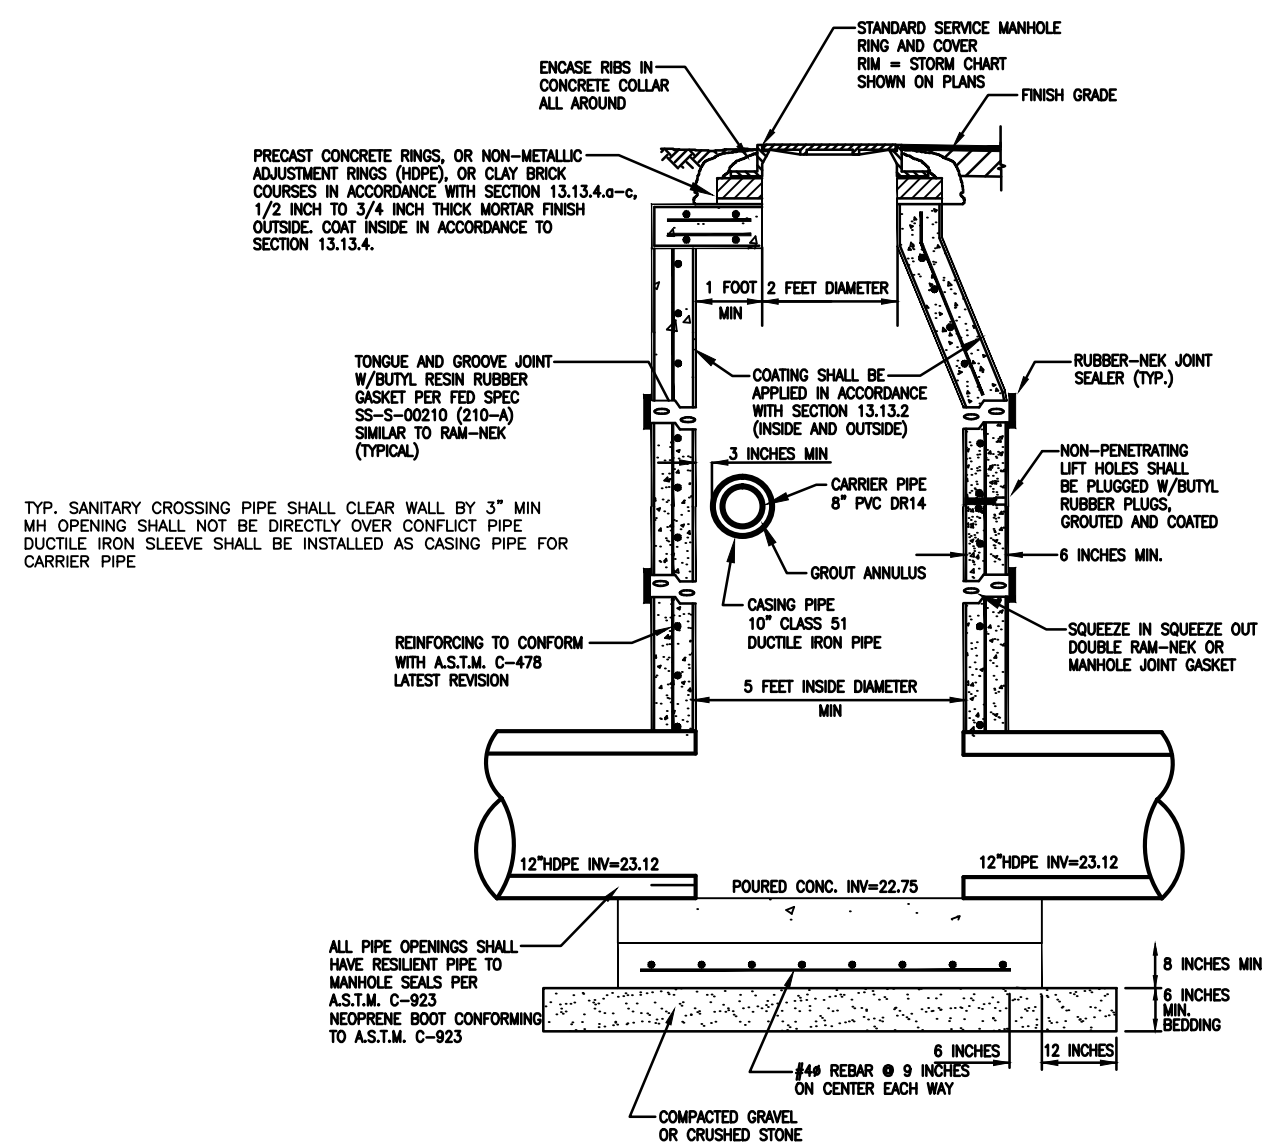 STANDARD SERVICE MANHOLE
RING AND COVER
RIM = STORM CHART
SHOWN ON PLANS
ENCASE RIBS IN
CONCRETE COLLAR
ALL AROUND
FINISH GRADE
PRECAST CONCRETE RINGS, OR NON-METALLIC
ADJUSTMENT RINGS (HDPE), OR CLAY BRICK
COURSES IN ACCORDANCE WITH SECTION 13.13.4.a-c,
1/2 INCH TO 3/4 INCH THICK MORTAR FINISH
OUTSIDE. COAT INSIDE IN ACCORDANCE TO
SECTION 13.13.4.
1 FOOT
MIN
2 FEET DIAMETER
TONGUE AND GROOVE JOINT
W/BUTYL RESIN RUBBER
GASKET PER FED SPEC
SS-S-00210 (210-A)
SIMILAR TO RAM-NEK
(TYPICAL)
COATING SHALL BE
APPLIED IN ACCORDANCE
WITH SECTION 13.13.2
(INSIDE AND OUTSIDE)
RUBBER-NEK JOINT
SEALER (TYP.)
3 INCHES MIN
CARRIER PIPE
8" PVC DR14
NON-PENETRATING
LIFT HOLES SHALL
BE PLUGGED W/BUTYL
RUBBER PLUGS,
GROUTED AND COATED
TYP. SANITARY CROSSING PIPE SHALL CLEAR WALL BY 3" MIN
MH OPENING SHALL NOT BE DIRECTLY OVER CONFLICT PIPE
DUCTILE IRON SLEEVE SHALL BE INSTALLED AS CASING PIPE FOR
CARRIER PIPE
6 INCHES MIN.
GROUT ANNULUS
CASING PIPE
10" CLASS 51
DUCTILE IRON PIPE
REINFORCING TO CONFORM
WITH A.S.T.M. C-478
LATEST REVISION
SQUEEZE IN SQUEEZE OUT
DOUBLE RAM-NEK OR
MANHOLE JOINT GASKET
5 FEET INSIDE DIAMETER
MIN
12"HDPE INV=23.12
12"HDPE INV=23.12
POURED CONC. INV=22.75
ALL PIPE OPENINGS SHALL
HAVE RESILIENT PIPE TO
MANHOLE SEALS PER
A.S.T.M. C-923
NEOPRENE BOOT CONFORMING
TO A.S.T.M. C-923
8 INCHES MIN
6 INCHES
MIN.
BEDDING
6 INCHES
12 INCHES
#4ø REBAR @ 9 INCHES
ON CENTER EACH WAY
COMPACTED GRAVEL
OR CRUSHED STONE